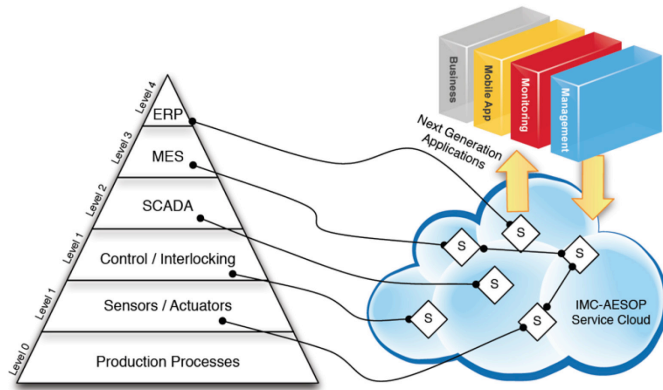 Level 4
ERP
Level 3
MES
Level 2
SCADA
Level 1
Control / Interlocking
Level 1
Sensors / Actuators
Level 0
Production Processes
Business
Mobile App
Monitoring
Management
Next Generation
Applications
S
S
S
S
S
S
IMC-AESOP
Service Cloud